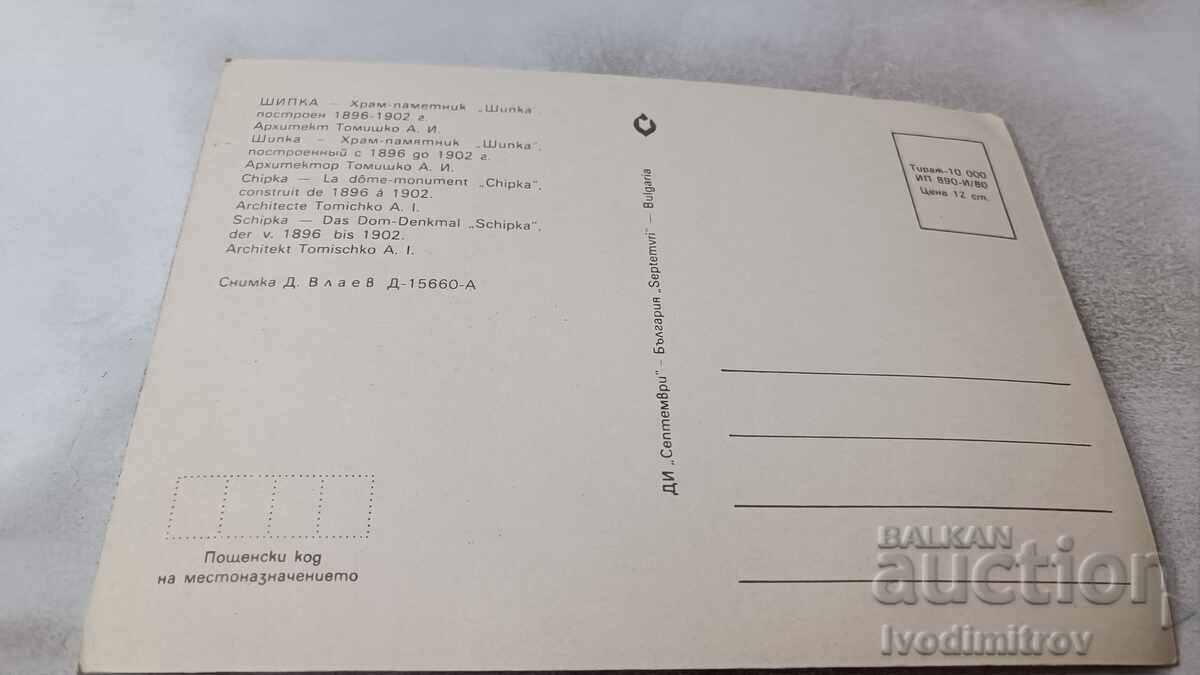 ШИПКА — Храм-паметник „Шипка",
построен 1896-1902 г.
Архитект Томишко А. И.
Шипка — Храм-памятник „Шипка",
построенный с 1896 до 1902 г.
Архитектор Томишко А. И.
Chipka — La dôme-monument „Chipka",
construit de 1896 à 1902.
Architecte Tomichko A. I.
Schipka — Das Dom-Denkmal „Schipka",
der v. 1896 bis 1902.
Architekt Tomischko A. I.
Снимка Д. Влаев Д-15660-А
Пощенски код
на местоназначението
ДИ „Септември" – България „Septemvri" – Bulgaria
Тираж-10 000
ИП 890-И/80
Цена 12 ст.
BALKAN
auction
Ivodimitrov